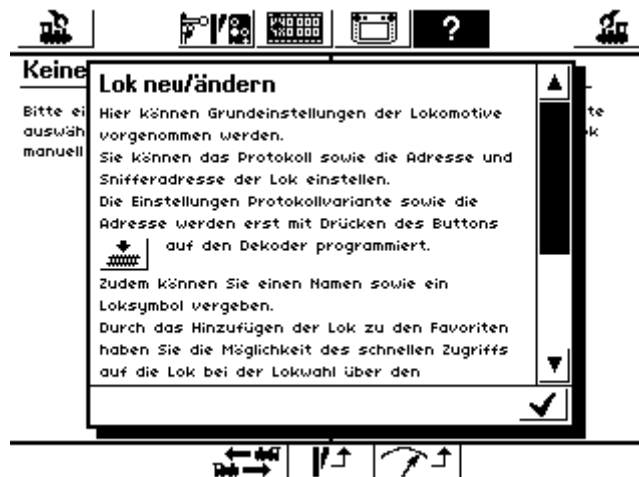 ?
Keine
Lok neu/ändern
Bitte ei
te
auswäh
k
manuell
Hier können Grundeinstellungen der Lokomotive
vorgenommen werden.
Sie können das Protokoll sowie die Adresse und
Snifferadresse der Lok einstellen.
Die Einstellungen Protokollvariante sowie die
Adresse werden erst mit Drücken des Buttons
auf den Dekoder programmiert.
Zudem können Sie einen Namen sowie ein
Loksymbol vergeben.
Durch das Hinzufügen der Lok zu den Favoriten
haben Sie die Möglichkeit des schnellen Zugriffs
auf die Lok bei der Lokwahl über den